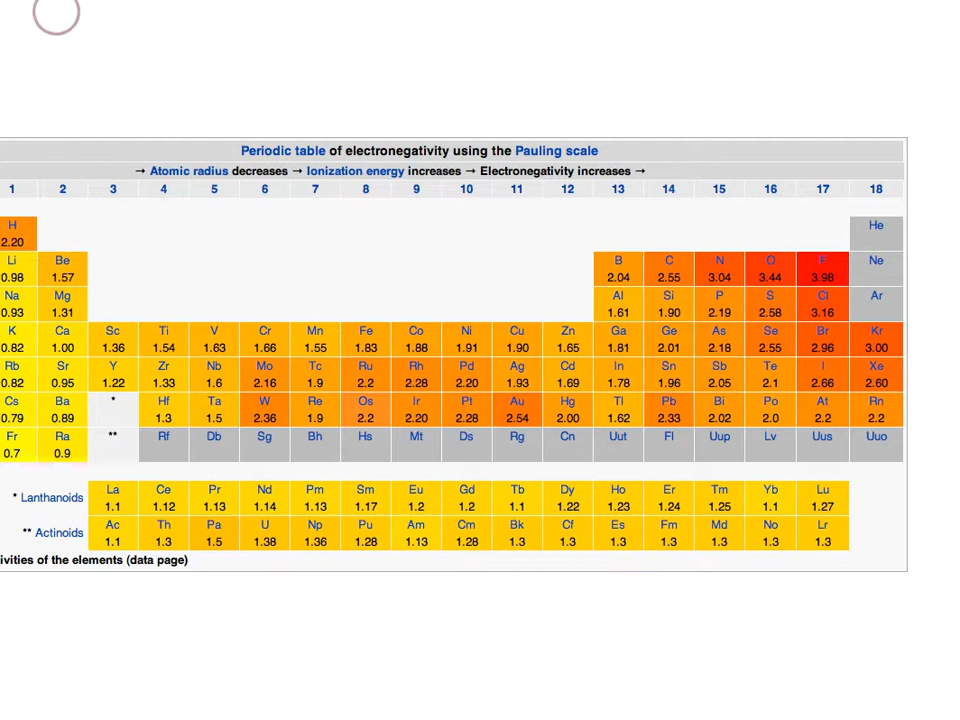 Periodic table of electronegativity using the Pauling scale
→ Atomic radius decreases → Ionization energy increases → Electronegativity increases →
1 2 3 4 5 6 7 8 9 10 11 12 13 14 15 16 17 18
H He
2.20
Li Be B C N O F Ne
0.98 1.57 2.04 2.55 3.04 3.44 3.98
Na Mg Al Si P S Cl Ar
0.93 1.31 1.61 1.90 2.19 2.58 3.16
K Ca Sc Ti V Cr Mn Fe Co Ni Cu Zn Ga Ge As Se Br Kr
0.82 1.00 1.36 1.54 1.63 1.66 1.55 1.83 1.88 1.91 1.90 1.65 1.81 2.01 2.18 2.55 2.96 3.00
Rb Sr Y Zr Nb Mo Tc Ru Rh Pd Ag Cd In Sn Sb Te I Xe
0.82 0.95 1.22 1.33 1.6 2.16 1.9 2.2 2.28 2.20 1.93 1.69 1.78 1.96 2.05 2.1 2.66 2.60
Cs Ba * Hf Ta W Re Os Ir Pt Au Hg Tl Pb Bi Po At Rn
0.79 0.89 1.3 1.5 2.36 1.9 2.2 2.20 2.28 2.54 2.00 1.62 2.33 2.02 2.0 2.2 2.2
Fr Ra ** Rf Db Sg Bh Hs Mt Ds Rg Cn Uut Fl Uup Lv Uus Uuo
0.7 0.9
* Lanthanoids La Ce Pr Nd Pm Sm Eu Gd Tb Dy Ho Er Tm Yb Lu
1.1 1.12 1.13 1.14 1.13 1.17 1.2 1.2 1.1 1.22 1.23 1.24 1.25 1.1 1.27
** Actinoids Ac Th Pa U Np Pu Am Cm Bk Cf Es Fm Md No Lr
1.1 1.3 1.5 1.38 1.36 1.28 1.13 1.28 1.3 1.3 1.3 1.3 1.3 1.3 1.3
ivities of the elements (data page)